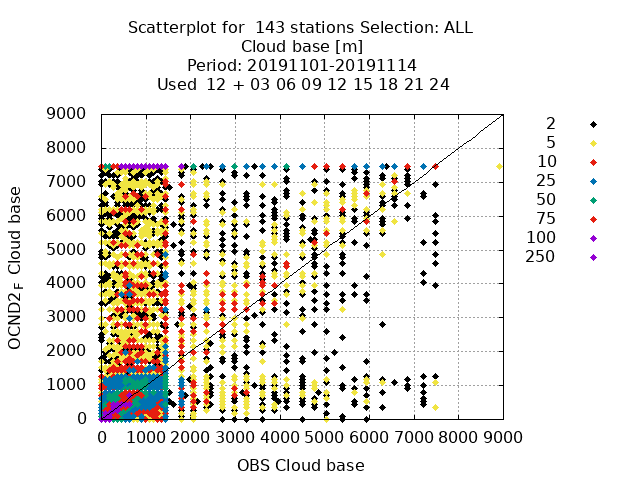 Scatterplot for  143 stations Selection: ALL
Cloud base [m]
Period: 20191101-20191114
Used  12 + 03 06 09 12 15 18 21 24
9000
8000
7000
6000
5000
4000
3000
2000
1000
0
OCND2F Cloud base
0 1000 2000 3000 4000 5000 6000 7000 8000 9000
OBS Cloud base
2
5
10
25
50
75
100
250